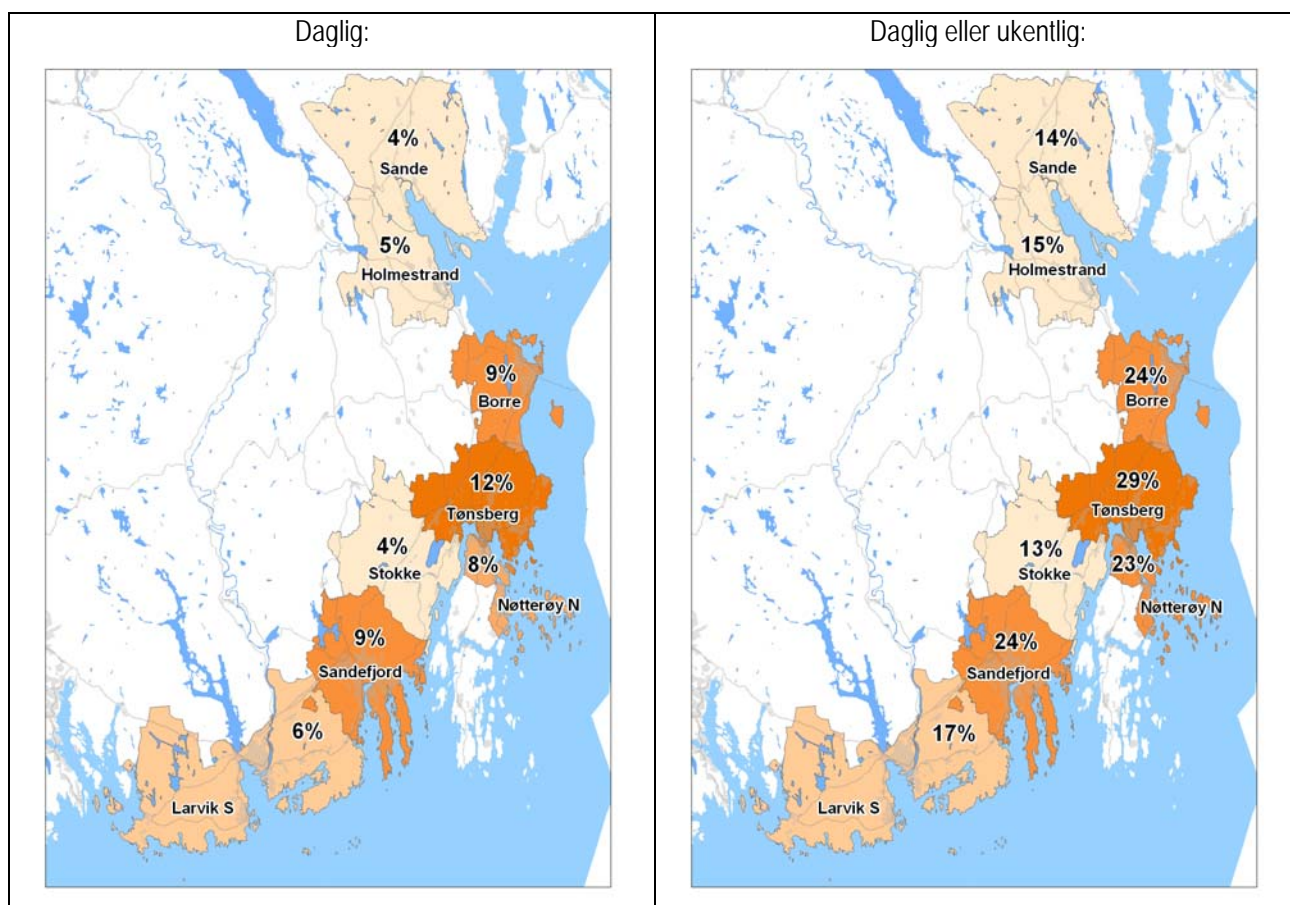 Daglig:
4%
Sande
5%
Holmestrand
9%
Borre
12%
Tønsberg
4%
Stokke
8%
Nøtterøy N
9%
Sandefjord
6%
Larvik S
Daglig eller ukentlig:
14%
Sande
15%
Holmestrand
24%
Borre
29%
Tønsberg
13%
Stokke
23%
Nøtterøy N
24%
Sandefjord
17%
Larvik S